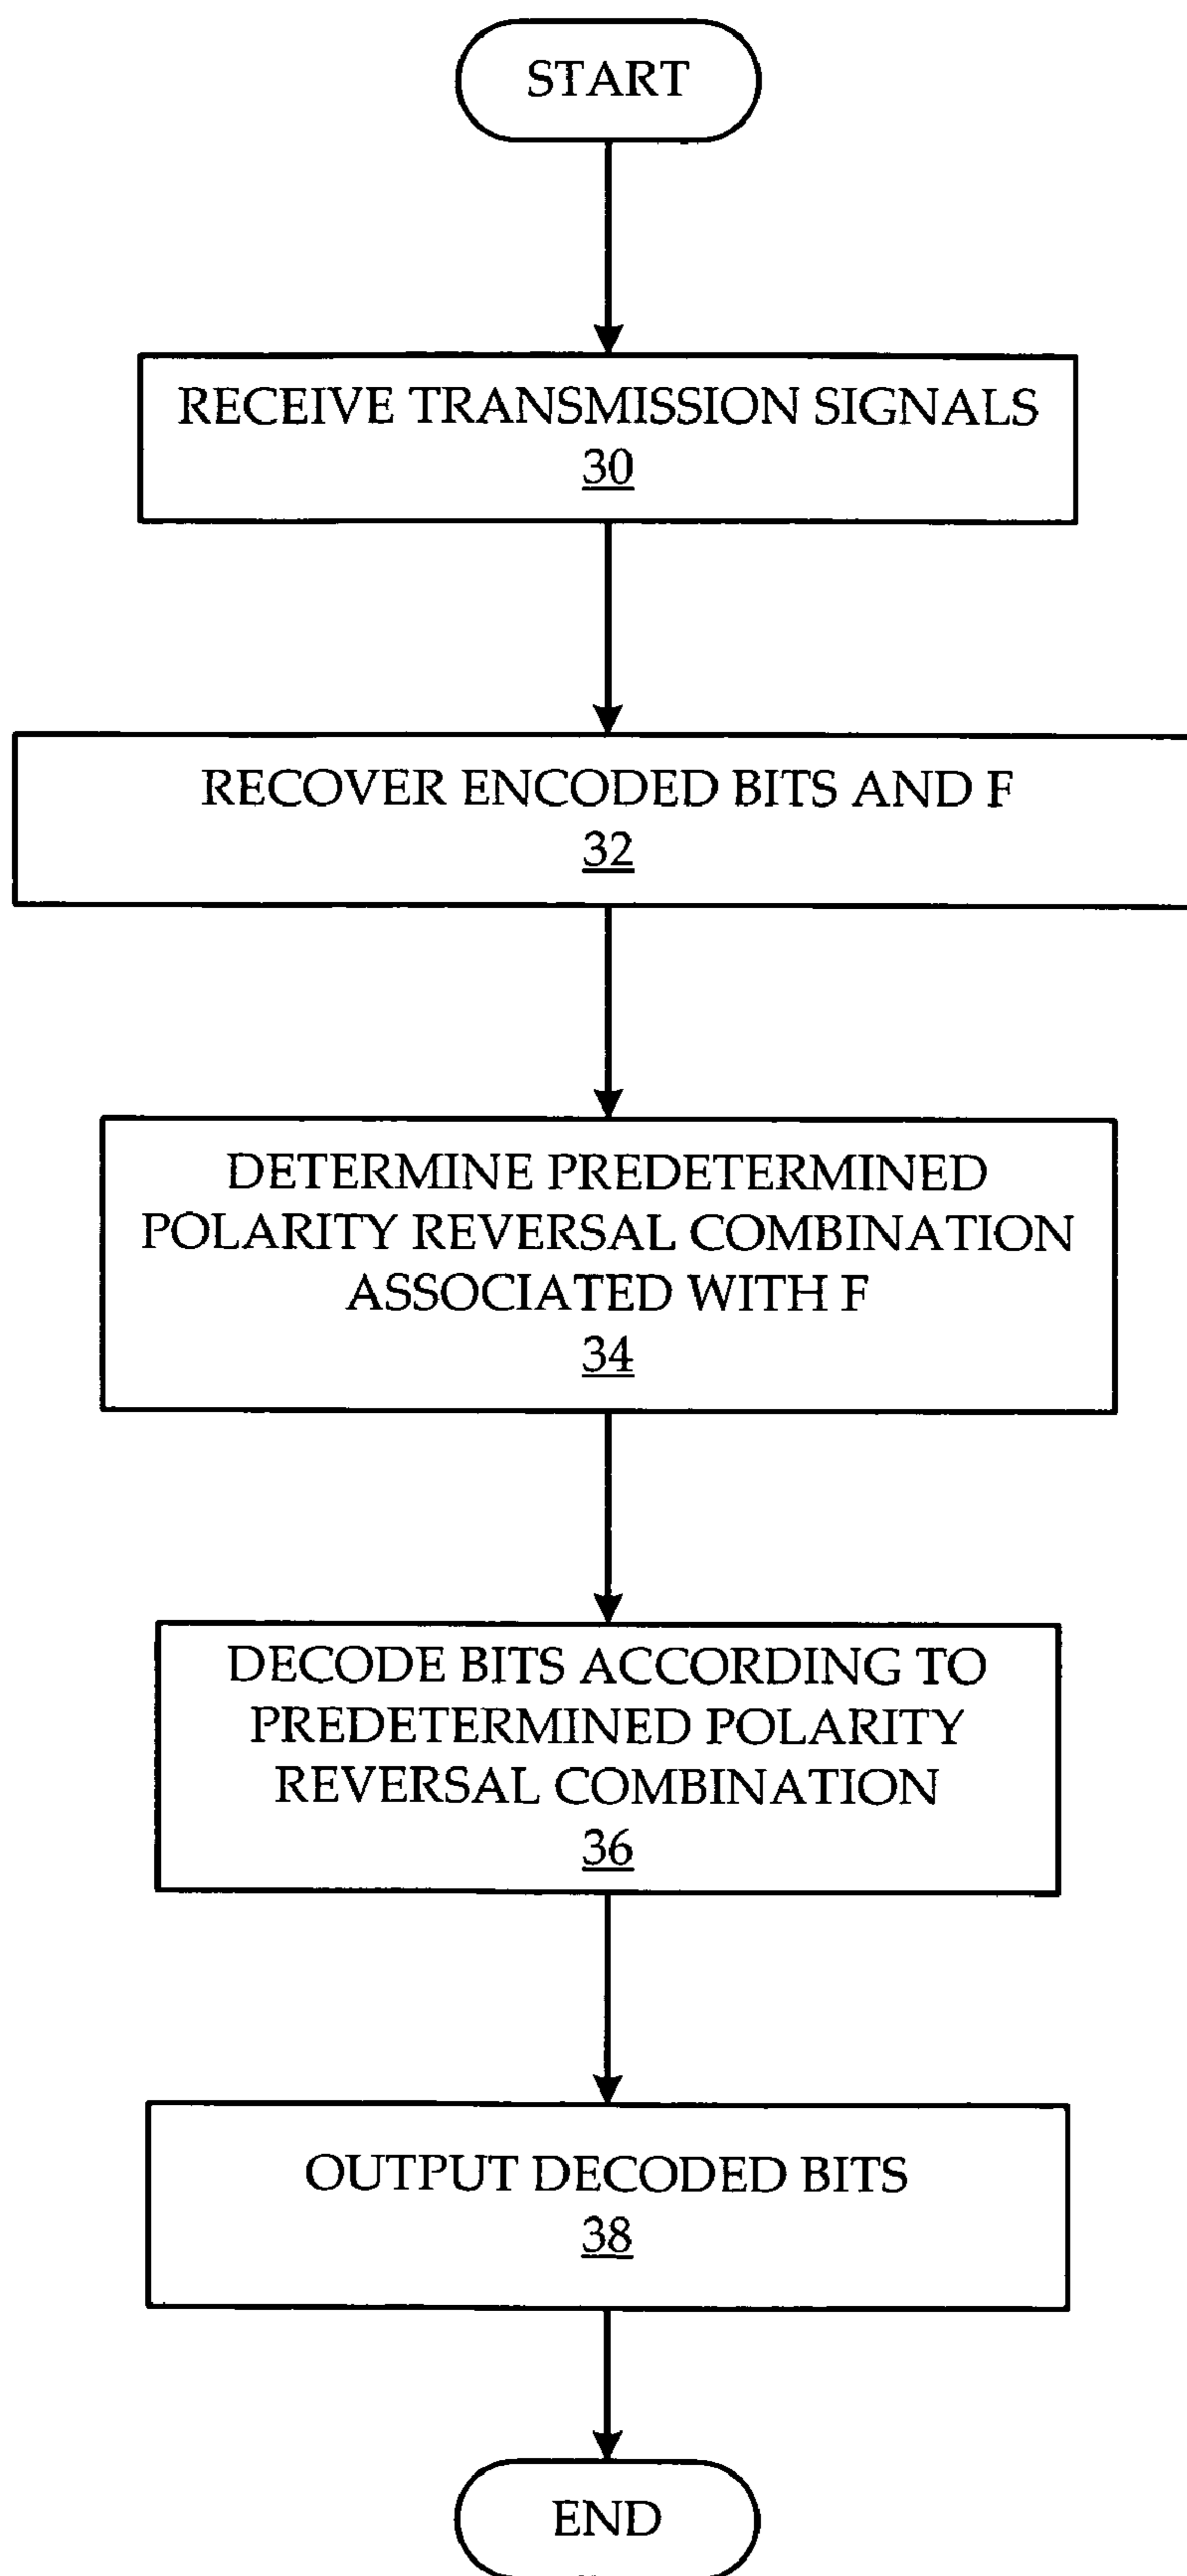 START
RECEIVE TRANSMISSION SIGNALS
30
RECOVER ENCODED BITS AND F
32
DETERMINE PREDETERMINED
POLARITY REVERSAL COMBINATION
ASSOCIATED WITH F
34
DECODE BITS ACCORDING TO
PREDETERMINED POLARITY
REVERSAL COMBINATION
36
OUTPUT DECODED BITS
38
END